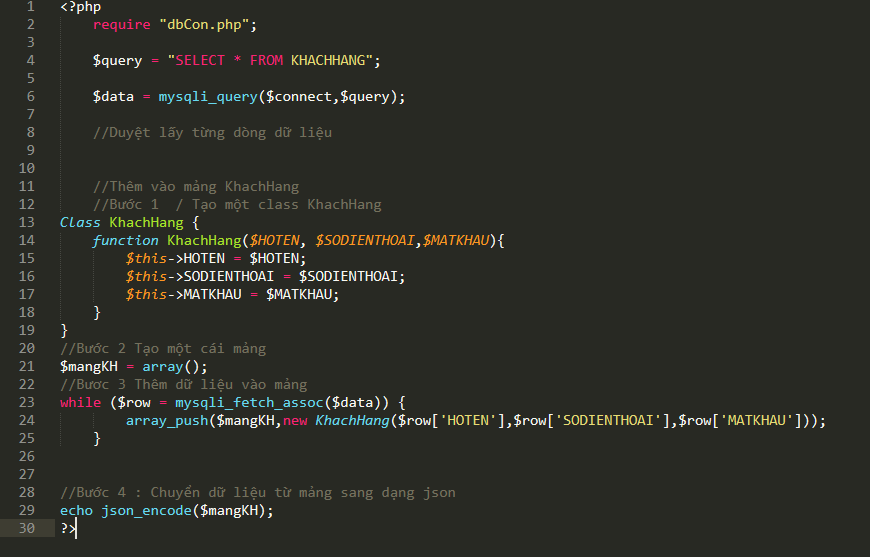 1 <?php
2 require "dbCon.php";
3
4 $query = "SELECT * FROM KHACHHANG";
5
6 $data = mysqli_query($connect,$query);
7
8 //Duyệt lấy từng dòng dữ liệu
9
10
11 //Thêm vào mảng KhachHang
12 //Bước 1  / Tạo một class KhachHang
13 Class KhachHang {
14 function KhachHang($HOTEN, $SODIENTHOAI,$MATKHAU){
15 $this->HOTEN = $HOTEN;
16 $this->SODIENTHOAI = $SODIENTHOAI;
17 $this->MATKHAU = $MATKHAU;
18 }
19 }
20 //Bước 2 Tạo một cái mảng
21 $mangKH = array();
22 //Bươc 3 Thêm dữ liệu vào mảng
23 while ($row = mysqli_fetch_assoc($data)) {
24 array_push($mangKH,new KhachHang($row['HOTEN'],$row['SODIENTHOAI'],$row['MATKHAU']));
25 }
26
27
28 //Bước 4 : Chuyển dữ liệu từ mảng sang dạng json
29 echo json_encode($mangKH);
30 ?>